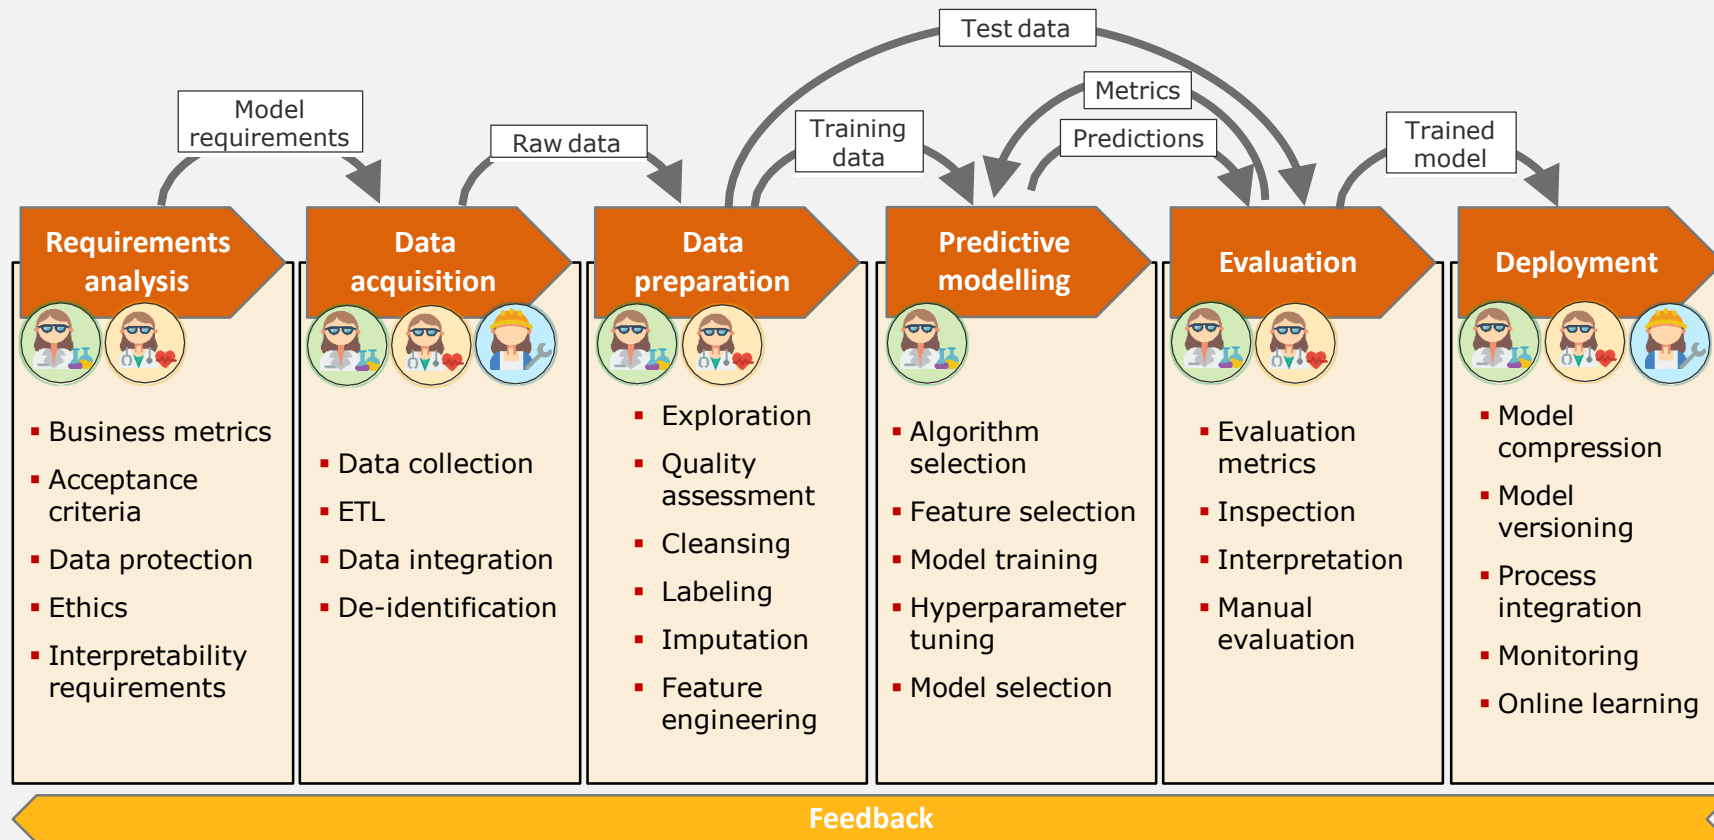 Test data
Metrics
Model
requirements
Raw data
Training
data
Predictions
Trained
model
Requirements
analysis
Data
acquisition
Data
preparation
Predictive
modelling
Evaluation
Deployment
▪ Business metrics
▪ Acceptance
criteria
▪ Data protection
▪ Ethics
▪ Interpretability
requirements
▪ Data collection
▪ ETL
▪ Data integration
▪ De-identification
▪ Exploration
▪ Quality
assessment
▪ Cleansing
▪ Labeling
▪ Imputation
▪ Feature
engineering
▪ Algorithm
selection
▪ Feature selection
▪ Model training
▪ Hyperparameter
tuning
▪ Model selection
▪ Evaluation
metrics
▪ Inspection
▪ Interpretation
▪ Manual
evaluation
▪ Model
compression
▪ Model
versioning
▪ Process
integration
▪ Monitoring
▪ Online learning
Feedback